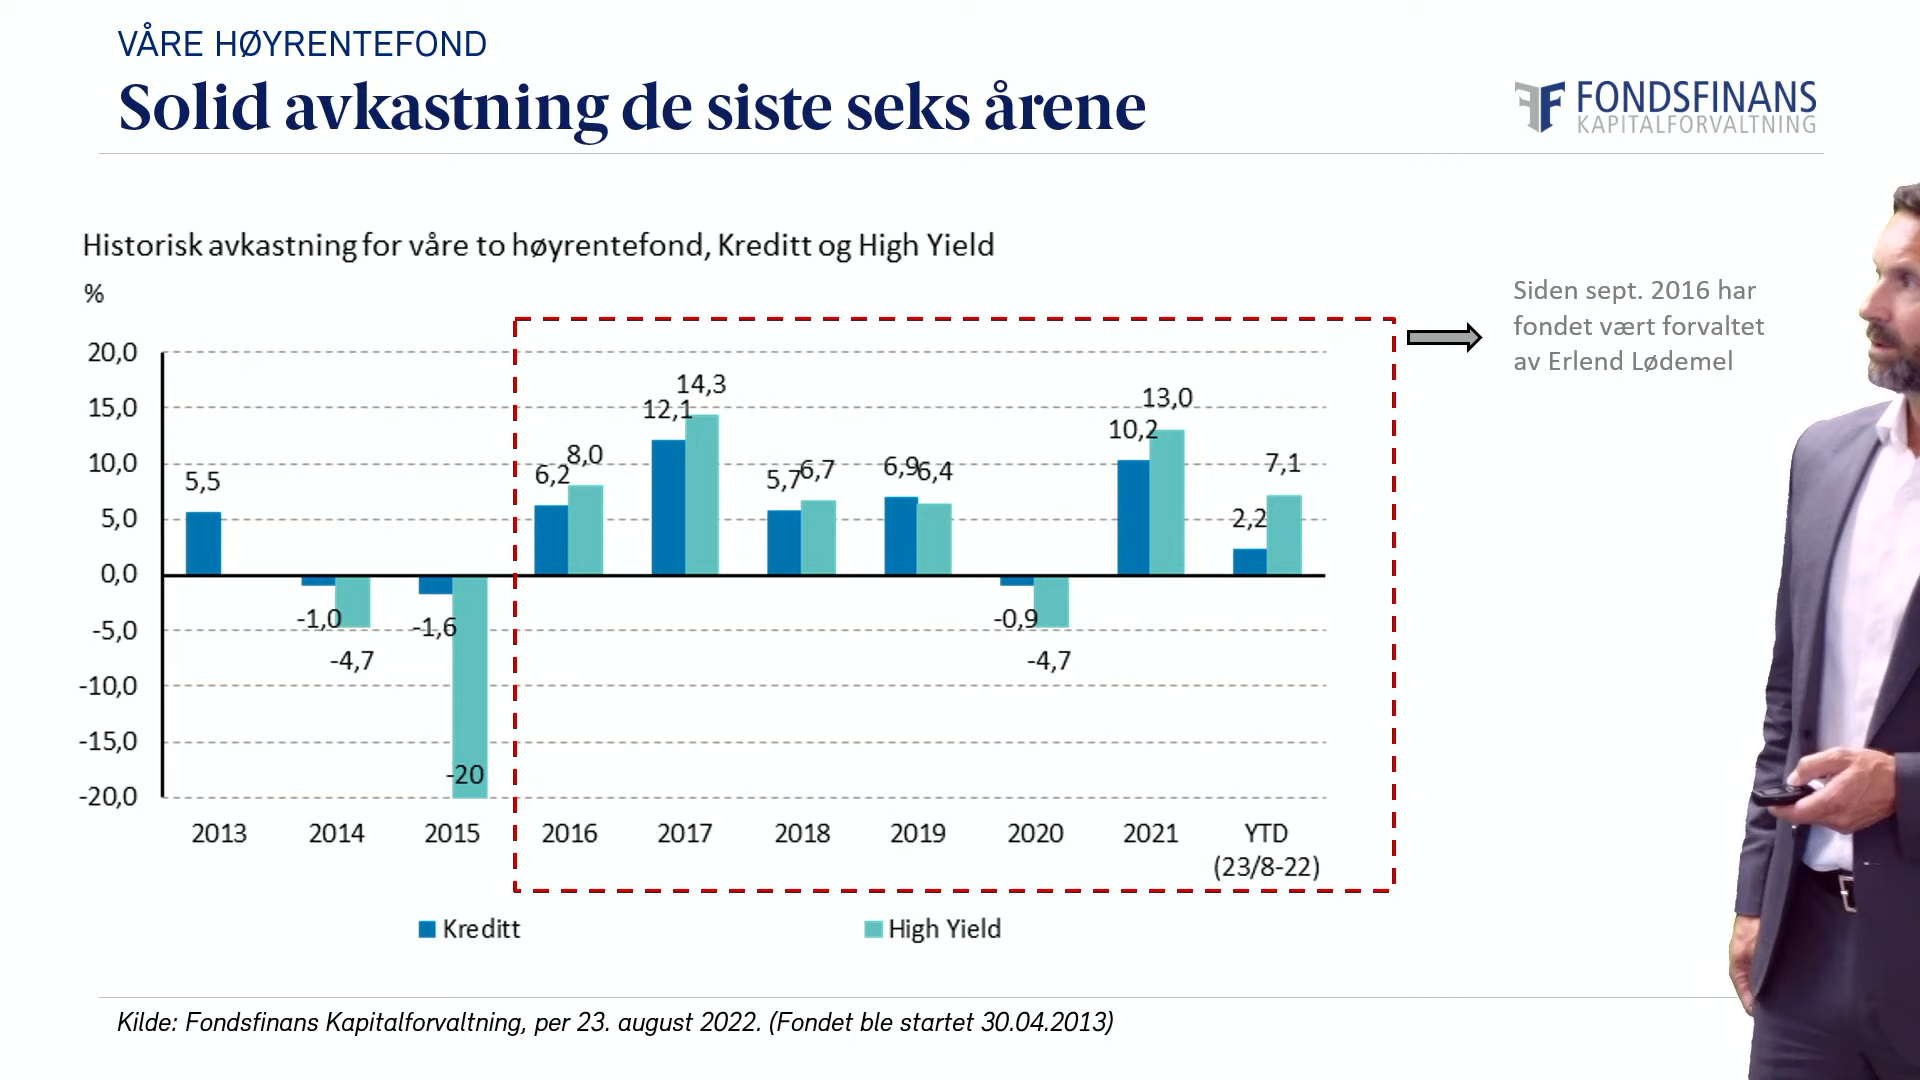 VÅRE HØYRENTEFOND
Solid avkastning de siste seks årene
FONDSFINANS
KAPITALFORVALTNING
Historisk avkastning for våre to høyrentefond, Kreditt og High Yield
%
Siden sept. 2016 har
fondet vært forvaltet
av Erlend Lødemel
20,0
15,0
10,0
5,0
0,0
-5,0
-10,0
-15,0
-20,0
5,5
-1,0
-4,7
-1,6
-20
6,2
8,0
12,1
14,3
5,7
6,7
6,9
6,4
-0,9
-4,7
10,2
13,0
2,2
7,1
2013 2014 2015 2016 2017 2018 2019 2020 2021 YTD
(23/8-22)
Kreditt High Yield
Kilde: Fondsfinans Kapitalforvaltning, per 23. august 2022. (Fondet ble startet 30.04.2013)